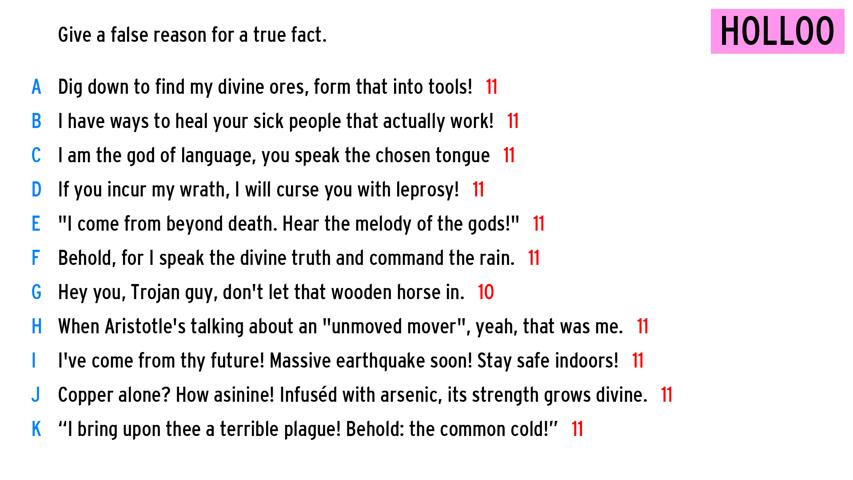 Give a false reason for a true fact.
HOLLOO
A Dig down to find my divine ores, form that into tools! 11
B I have ways to heal your sick people that actually work! 11
C I am the god of language, you speak the chosen tongue 11
D If you incur my wrath, I will curse you with leprosy! 11
E "I come from beyond death. Hear the melody of the gods!" 11
F Behold, for I speak the divine truth and command the rain. 11
G Hey you, Trojan guy, don't let that wooden horse in. 10
H When Aristotle's talking about an "unmoved mover", yeah, that was me. 11
I I've come from thy future! Massive earthquake soon! Stay safe indoors! 11
J Copper alone? How asinine! Infuséd with arsenic, its strength grows divine. 11
K “I bring upon thee a terrible plague! Behold: the common cold!” 11